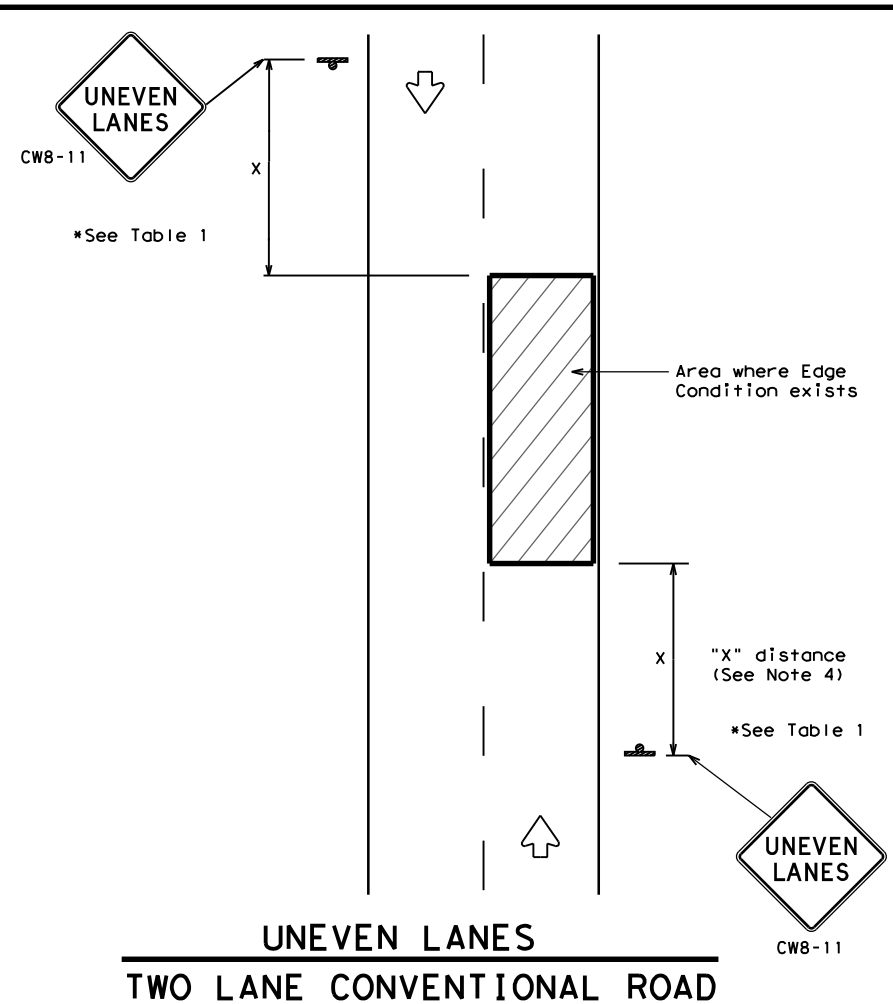 UNEVEN
LANES
CW8-11
X
*See Table 1
Area where Edge
Condition exists
X
"X" distance
(See Note 4)
*See Table 1
UNEVEN
LANES
CW8-11
UNEVEN LANES
TWO LANE CONVENTIONAL ROAD